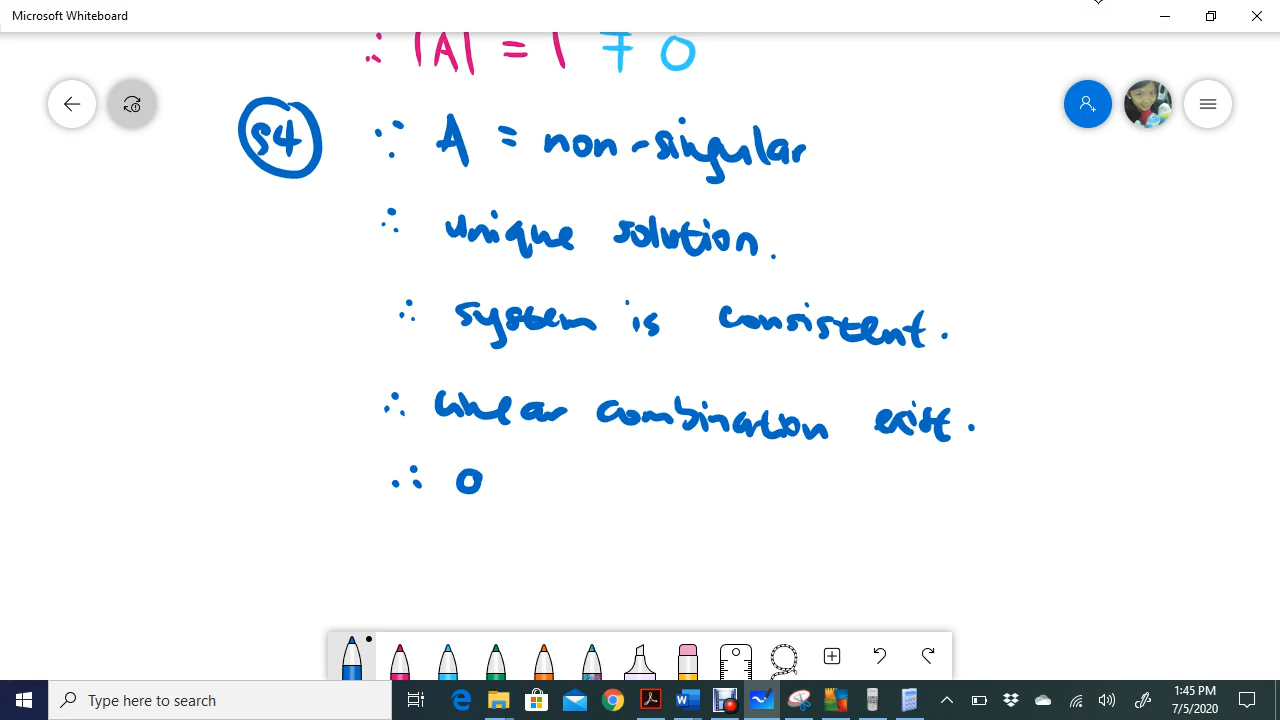 Microsoft Whiteboard
∴ |A| = 1 ≠ 0
S4 ∵ A = non-singular
∴ unique solution.
∴ system is consistent.
∴ linear combination exist.
∴ 0
Type here to search
1:45 PM
7/5/2020